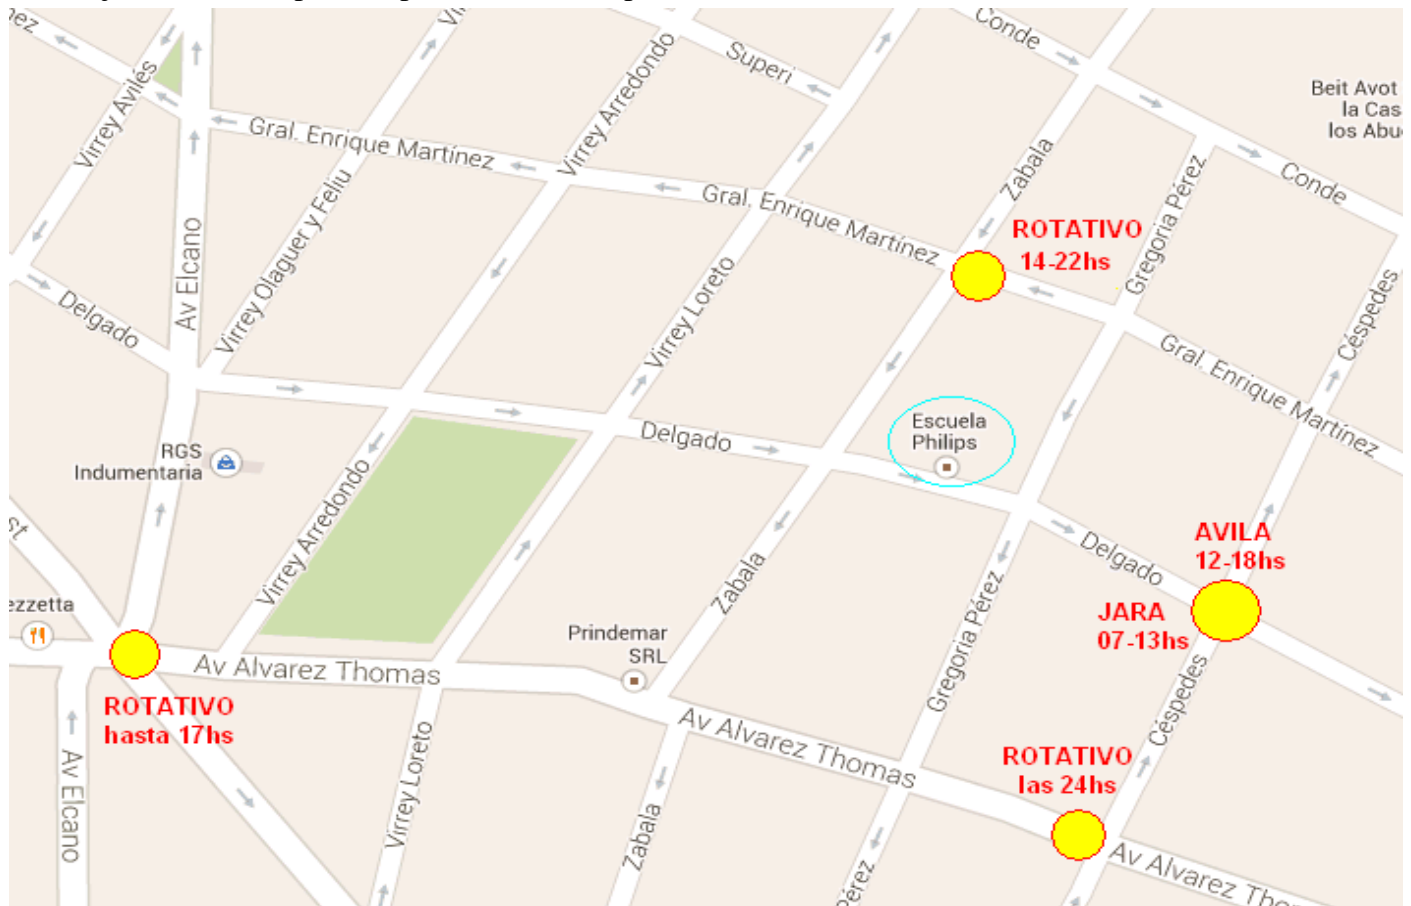 Conde
Superi
Beit Avot
la Cas
los Abu
Virrey Avilés
Virrey Arredondo
Gral. Enrique Martínez
Zabala
Conde
Gregoria Pérez
Gral. Enrique Martínez
Virrey Olaguer y Feliu
Av Elcano
ROTATIVO
14-22hs
Virrey Loreto
Delgado
Céspedes
Gral. Enrique Martínez
Escuela
Philips
Delgado
RGS
Indumentaria
Virrey Arredondo
st
AVILA
12-18hs
Delgado
Zabala
JARA
07-13hs
ezzetta
Prindemar
SRL
Gregoria Pérez
Av Alvarez Thomas
Céspedes
ROTATIVO
hasta 17hs
Av Alvarez Thomas
ROTATIVO
las 24hs
Av Elcano
Virrey Loreto
Zabala
Pérez
Av Alvarez Tho